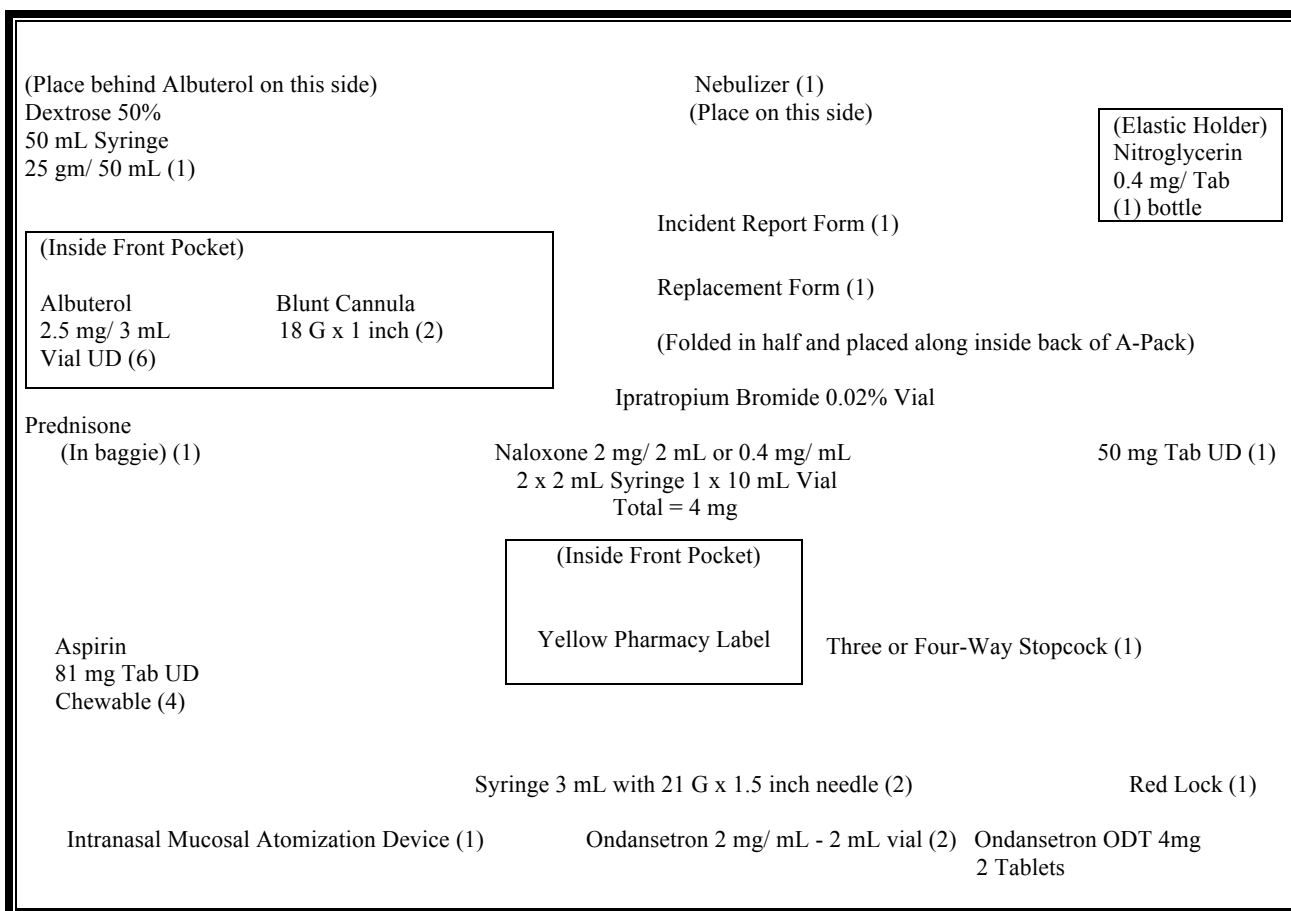 (Place behind Albuterol on this side)
Dextrose 50%
50 mL Syringe
25 gm/ 50 mL (1)
Nebulizer (1)
(Place on this side)
(Elastic Holder)
Nitroglycerin
0.4 mg/ Tab
(1) bottle
Incident Report Form (1)
Replacement Form (1)
(Folded in half and placed along inside back of A-Pack)
(Inside Front Pocket)
Albuterol
2.5 mg/ 3 mL
Vial UD (6)
Blunt Cannula
18 G x 1 inch (2)
Ipratropium Bromide 0.02% Vial
Prednisone
(In baggie) (1)
Naloxone 2 mg/ 2 mL or 0.4 mg/ mL
2 x 2 mL Syringe 1 x 10 mL Vial
Total = 4 mg
50 mg Tab UD (1)
(Inside Front Pocket)
Yellow Pharmacy Label
Aspirin
81 mg Tab UD
Chewable (4)
Three or Four-Way Stopcock (1)
Syringe 3 mL with 21 G x 1.5 inch needle (2)
Red Lock (1)
Intranasal Mucosal Atomization Device (1)
Ondansetron 2 mg/ mL - 2 mL vial (2)
Ondansetron ODT 4mg
2 Tablets